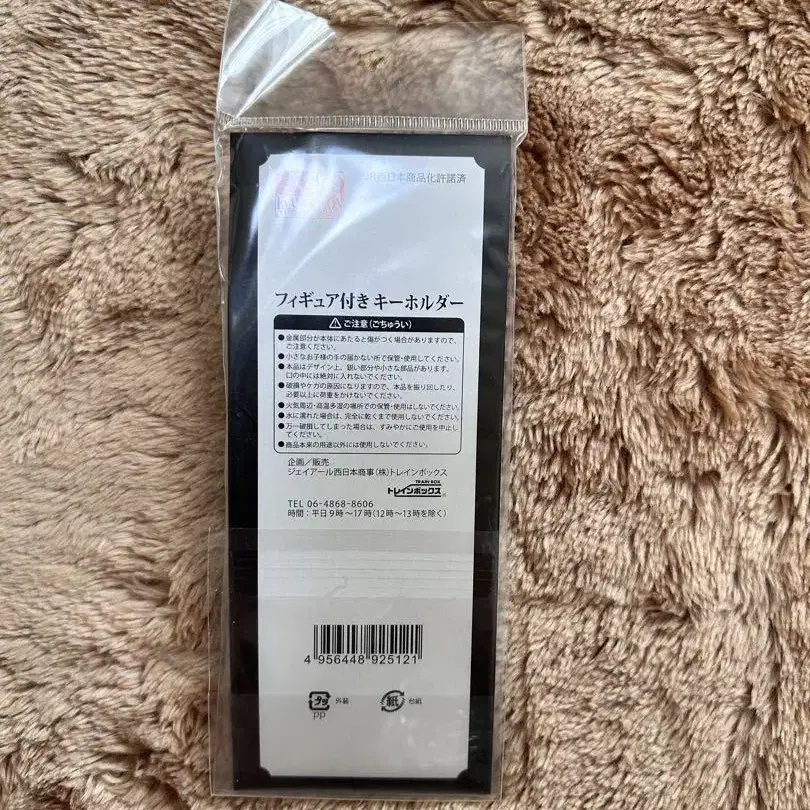 JR西日本商品化許諾済
フィギュア付き キーホルダー
ご注意(ごちゅうい)
●金属部分が本体にあたると傷がつく場合がありますので、
ご注意ください。
●小さなお子様の手の届かない所で保管・使用してください。
●本品はデザイン上、鋭い部分や小さな部品があります。
口の中には絶対に入れないでください。
●破損やケガの原因になりますので、本品を振り回したり、
必要以上に荷重をかけないでください。
●火気周辺・高温多湿の場所での保管・使用はしないでください。
●水に濡れた場合は、完全に乾くまで使用しないでください。
●万一破損してしまった場合は、すみやかにご使用を中止し
てください。
●商品本来の用途以外には使用しないでください。
企画/販売
ジェイアール西日本商事(株)トレインボックス
TRAIN BOX
トレインボックス®
TEL 06-4868-8606
時間:平日9時~17時(12時~13時を除く)
4 956448 925121
プラ 外装 紙 台紙
PP